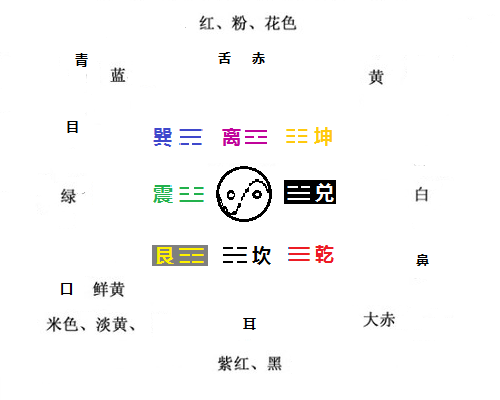 红、粉、花色
青 舌 赤
蓝 黄
目
巽☴ 离☲ ☷坤
绿 震☳ ☱兑 白
艮☶ ☵坎 ☰乾
鼻
口 鲜黄
米色、淡黄、 耳 大赤
紫红、黑